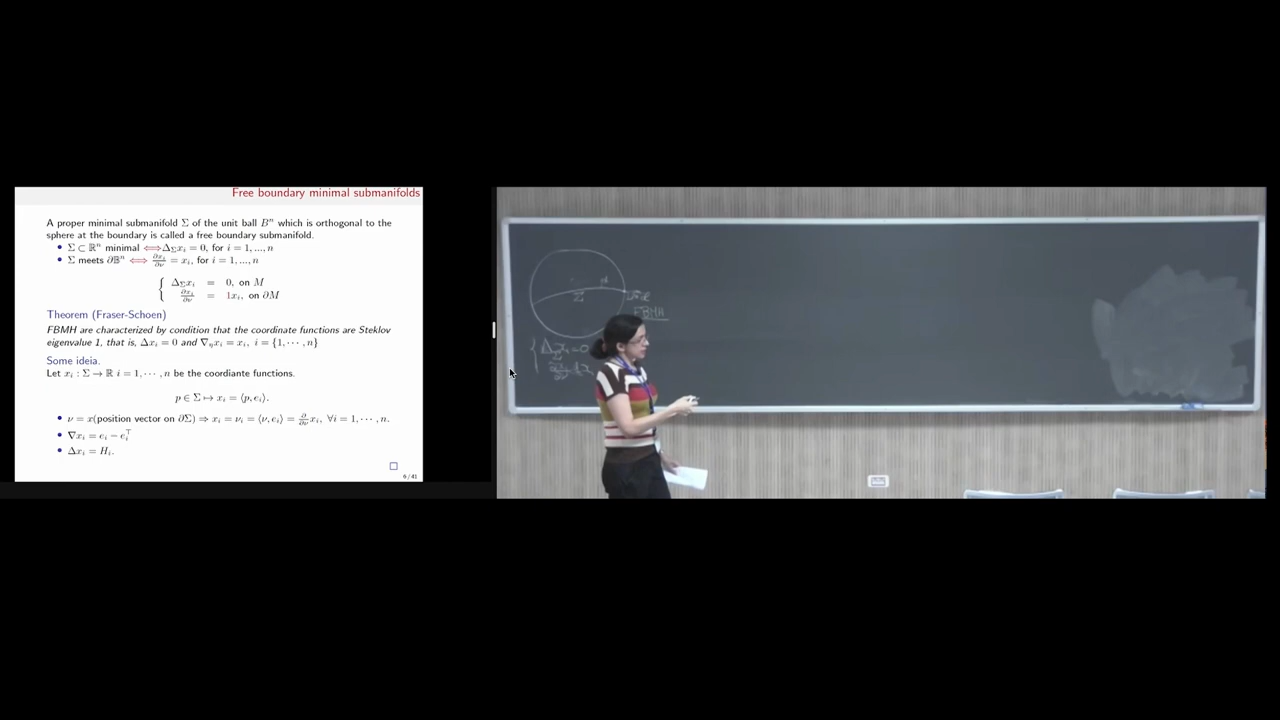 Free boundary minimal submanifolds
A proper minimal submanifold Σ of the unit ball Bⁿ which is orthogonal to the
sphere at the boundary is called a free boundary submanifold.
• Σ ⊂ ℝⁿ minimal ⟺ Δ_Σ x_i = 0, for i = 1, ..., n
• Σ meets ∂𝔹ⁿ ⟺ ∂x_i/∂ν = x_i, for i = 1, ..., n
{ Δ_Σ x_i = 0, on M
∂x_i/∂ν = 1x_i, on ∂M
Theorem (Fraser-Schoen)
FBMH are characterized by condition that the coordinate functions are Steklov
eigenvalue 1, that is, Δx_i = 0 and ∇_η x_i = x_i, i = {1, ⋯ , n}
Some ideia.
Let x_i : Σ → ℝ i = 1, ⋯ , n be the coordiante functions.
p ∈ Σ ↦ x_i = ⟨p, e_i⟩.
• ν = x(position vector on ∂Σ) ⇒ x_i = ν_i = ⟨ν, e_i⟩ = ∂/∂ν x_i, ∀i = 1, ⋯ , n.
• ∇x_i = e_i − e_i^⊤
• Δx_i = H_i.
6 / 41
Σ
FBMH